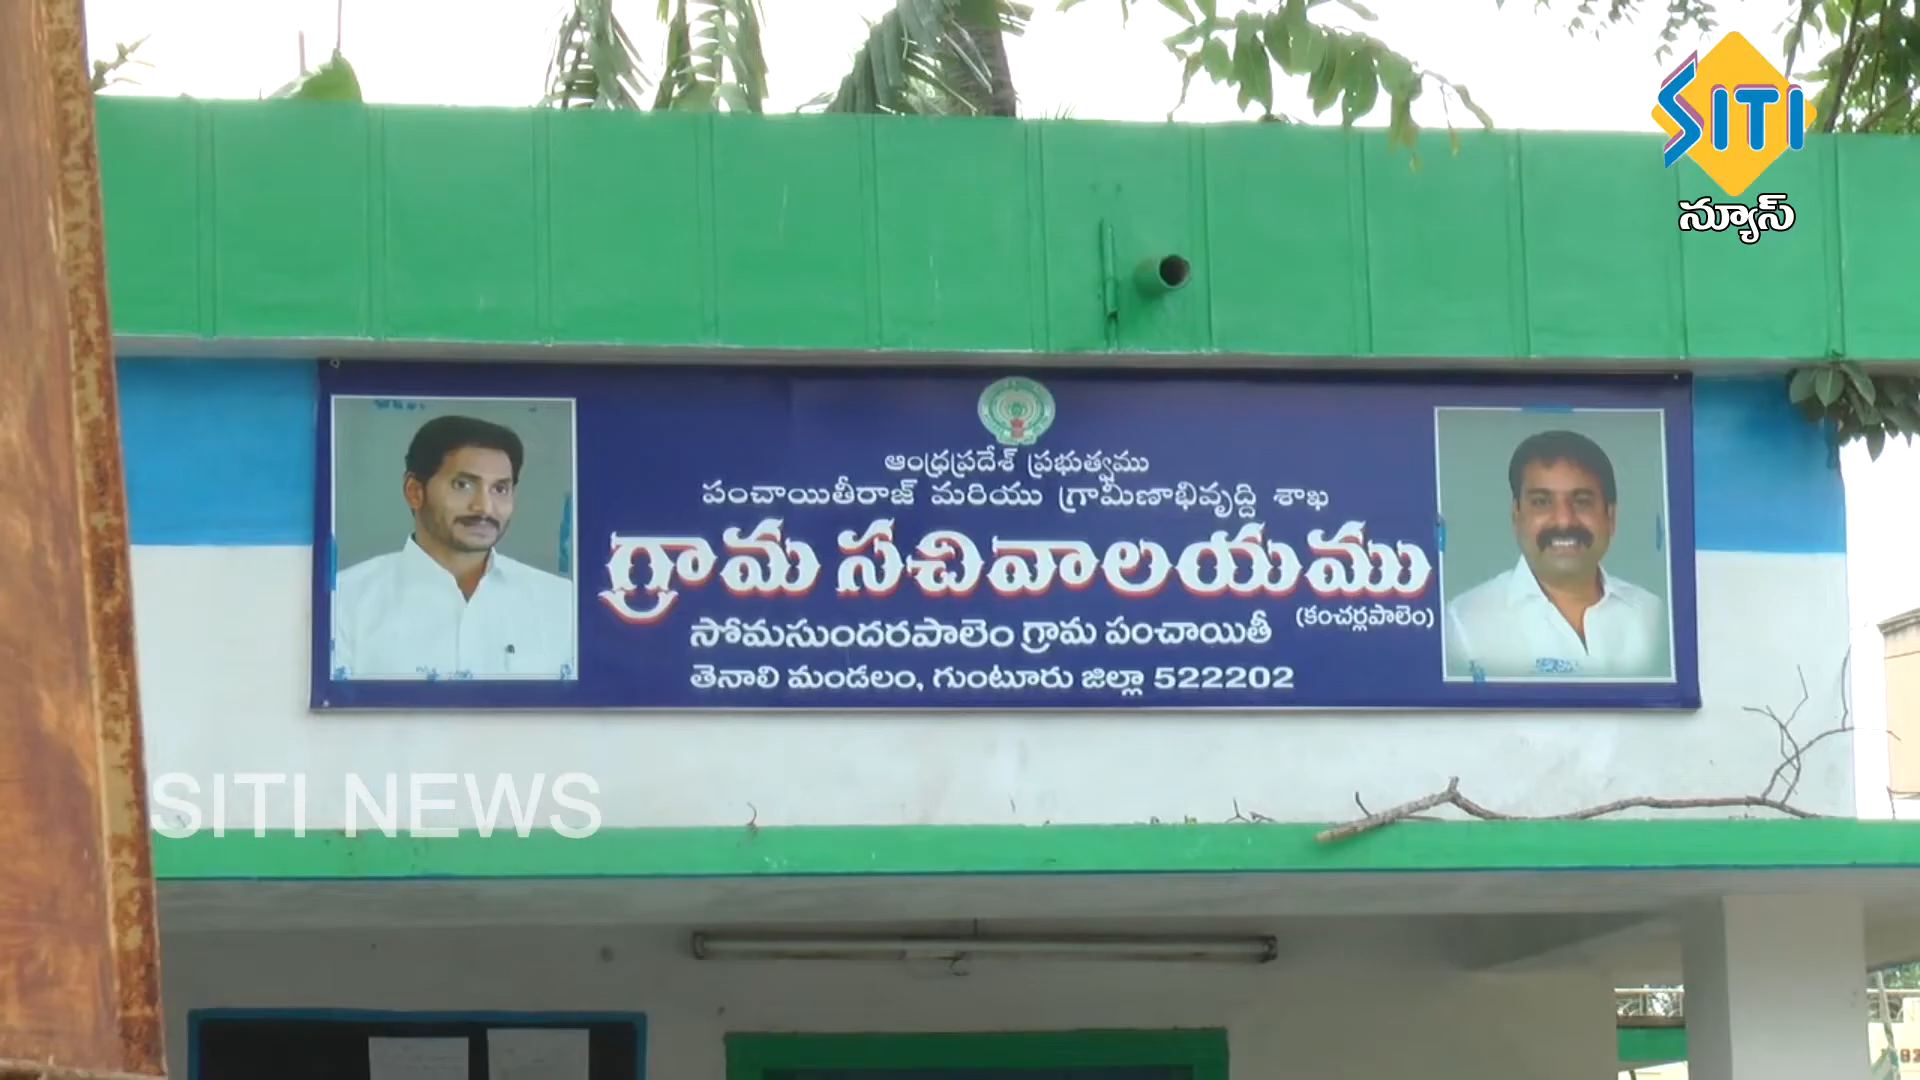 SITI
న్యూస్
ఆంధ్రప్రదేశ్ ప్రభుత్వము
పంచాయితీరాజ్ మరియు గ్రామీణాభివృద్ది శాఖ
గ్రామ సచివాలయము
(కంచర్లపాలెం)
సోమసుందరపాలెం గ్రామ పంచాయితీ
తెనాలి మండలం, గుంటూరు జిల్లా 522202
SITI NEWS